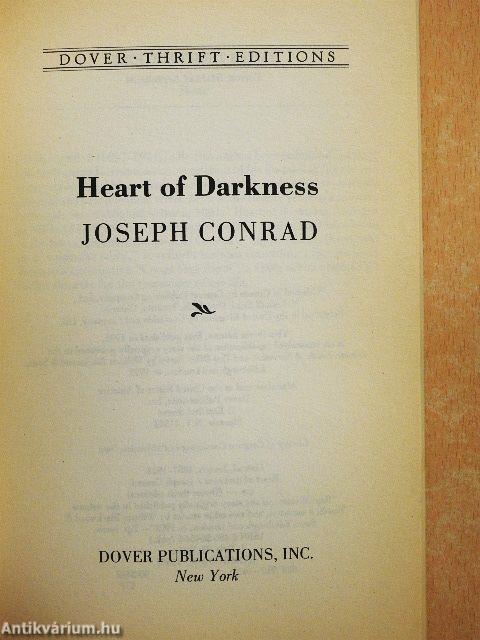 DOVER · THRIFT · EDITIONS
Heart of Darkness
JOSEPH CONRAD
DOVER PUBLICATIONS, INC.
New York
Antikvárium.hu